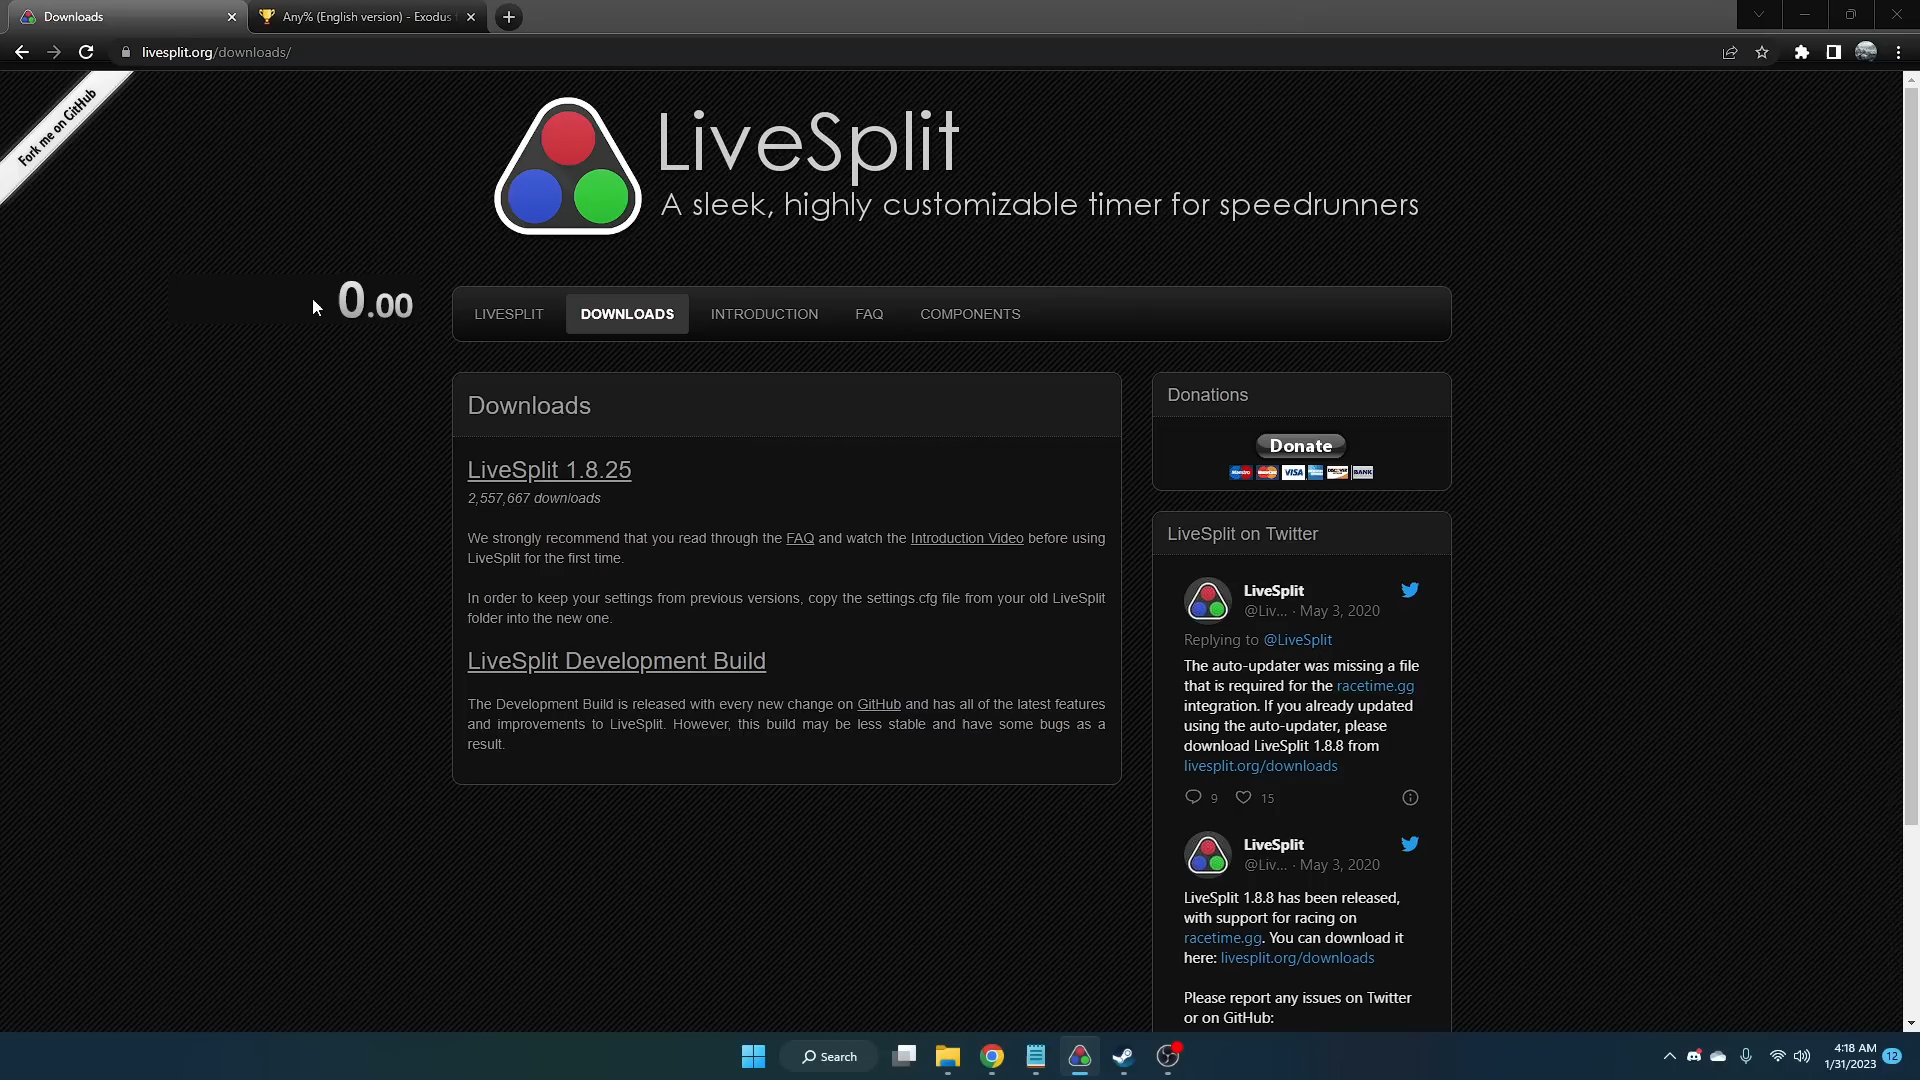 Downloads
Any% (English version) - Exodus
livesplit.org/downloads/
Fork me on GitHub
LiveSplit
A sleek, highly customizable timer for speedrunners
0.00
LIVESPLIT
DOWNLOADS
INTRODUCTION
FAQ
COMPONENTS
Downloads
LiveSplit 1.8.25
2,557,667 downloads
We strongly recommend that you read through the FAQ and watch the Introduction Video before using
LiveSplit for the first time.
In order to keep your settings from previous versions, copy the settings.cfg file from your old LiveSplit
folder into the new one.
LiveSplit Development Build
The Development Build is released with every new change on GitHub and has all of the latest features
and improvements to LiveSplit. However, this build may be less stable and have some bugs as a
result.
Donations
Donate
VISA
BANK
LiveSplit on Twitter
LiveSplit
@Liv... · May 3, 2020
Replying to @LiveSplit
The auto-updater was missing a file
that is required for the racetime.gg
integration. If you already updated
using the auto-updater, please
download LiveSplit 1.8.8 from
livesplit.org/downloads
9
15
LiveSplit
@Liv... · May 3, 2020
LiveSplit 1.8.8 has been released,
with support for racing on
racetime.gg. You can download it
here: livesplit.org/downloads
Please report any issues on Twitter
or on GitHub:
Search
4:18 AM
1/31/2023
12